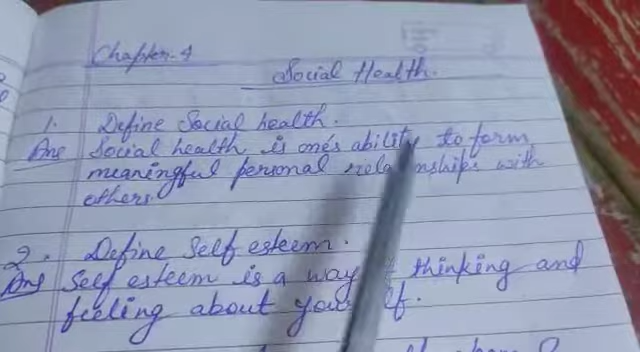 Chapter-4
Social Health.
1. Define Social health.
Ans Social health is one's ability to form
meaningful personal relationships with
others.
2. Define Self esteem.
Ans Self esteem is a way thinking and
feeling about yourself.